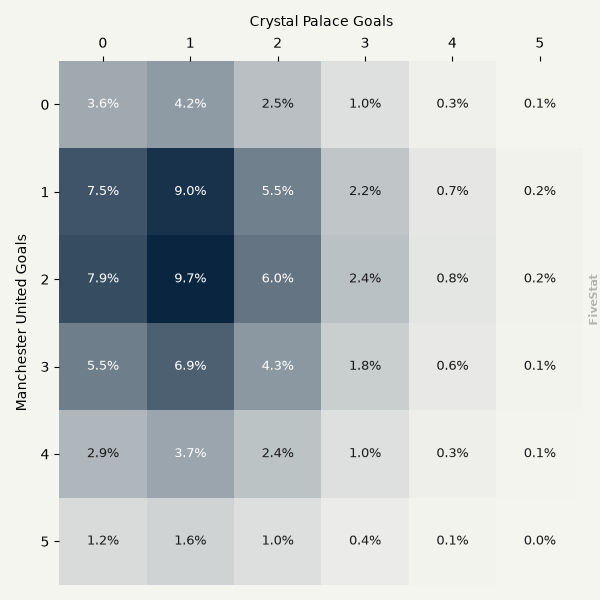 Crystal Palace Goals
0 1 2 3 4 5
0 3.6% 4.2% 2.5% 1.0% 0.3% 0.1%
1 7.5% 9.0% 5.5% 2.2% 0.7% 0.2%
2 7.9% 9.7% 6.0% 2.4% 0.8% 0.2%
3 5.5% 6.9% 4.3% 1.8% 0.6% 0.1%
4 2.9% 3.7% 2.4% 1.0% 0.3% 0.1%
5 1.2% 1.6% 1.0% 0.4% 0.1% 0.0%
Manchester United Goals
FiveStat